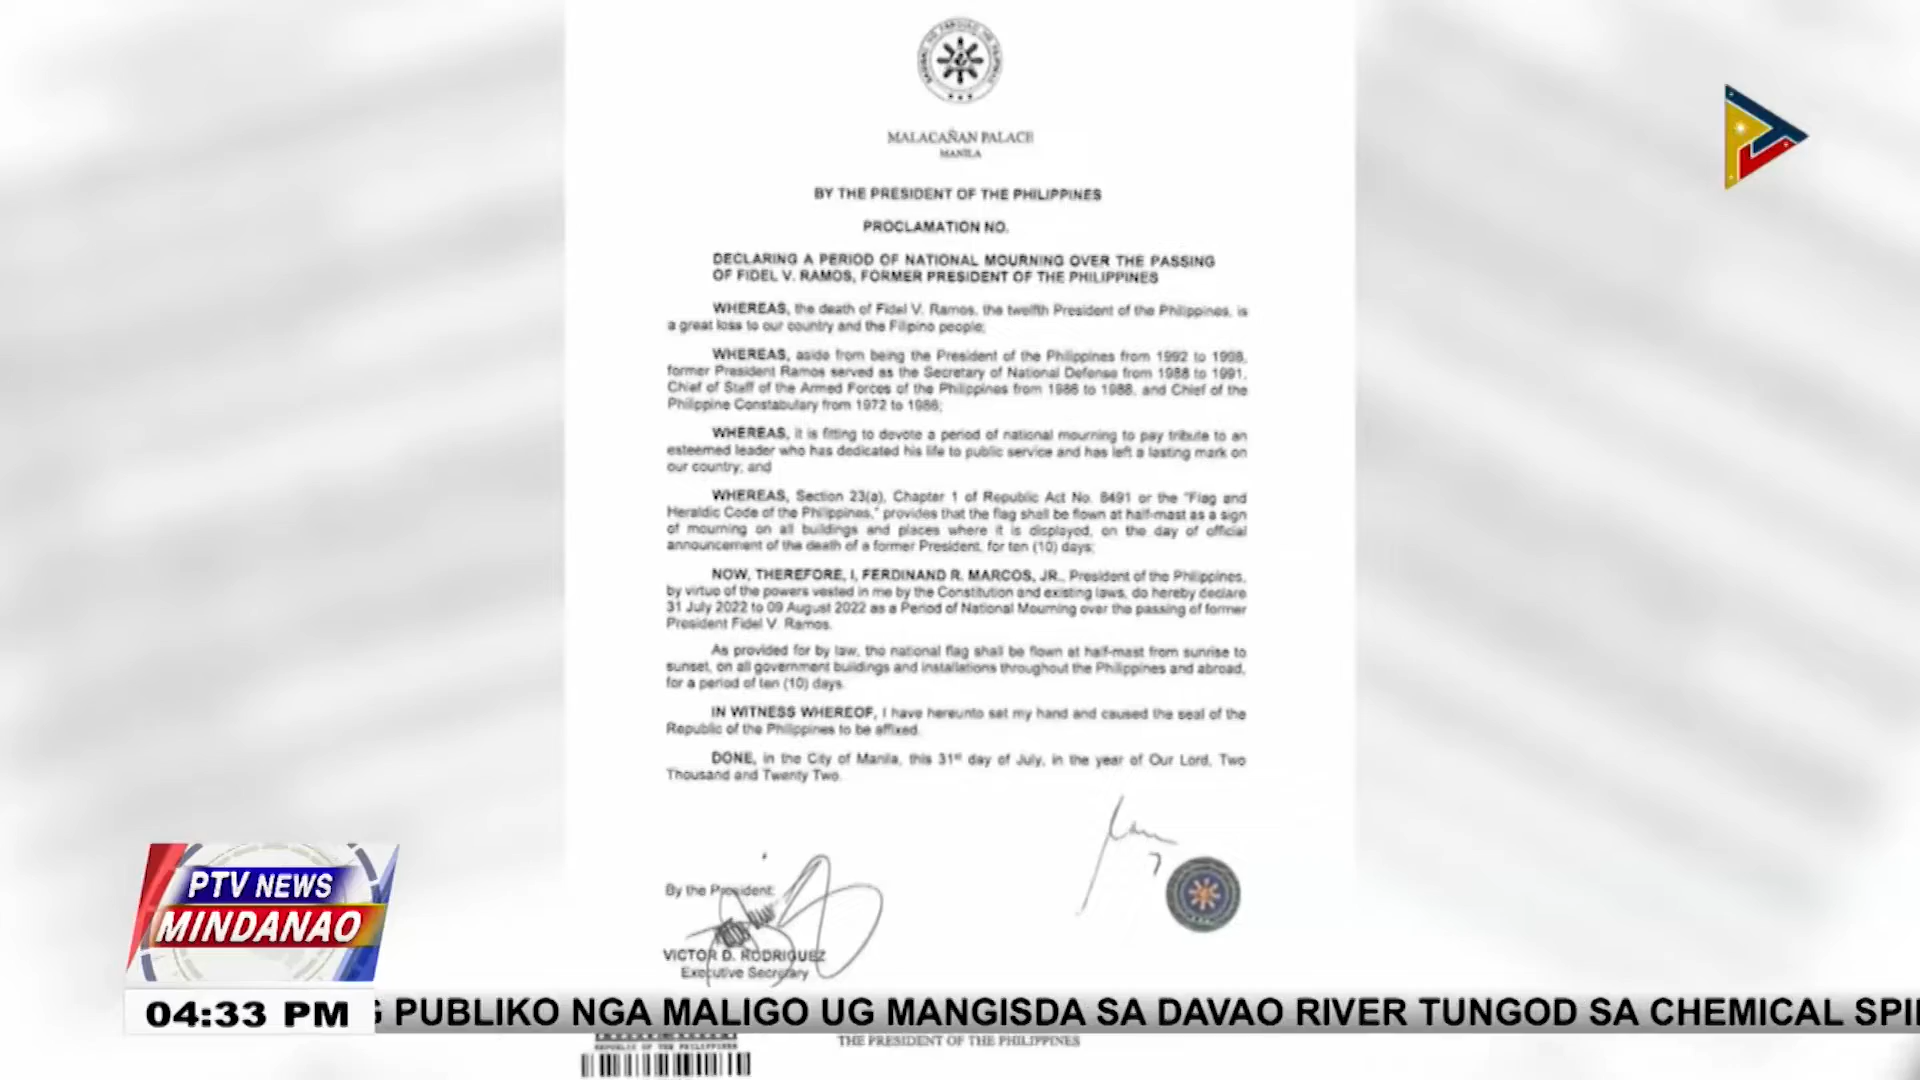 MALACAÑAN PALACE
MANILA
BY THE PRESIDENT OF THE PHILIPPINES
PROCLAMATION NO.
DECLARING A PERIOD OF NATIONAL MOURNING OVER THE PASSING
OF FIDEL V. RAMOS, FORMER PRESIDENT OF THE PHILIPPINES
WHEREAS, the death of Fidel V. Ramos, the twelfth President of the Philippines, is
a great loss to our country and the Filipino people;
WHEREAS, aside from being the President of the Philippines from 1992 to 1998,
former President Ramos served as the Secretary of National Defense from 1988 to 1991,
Chief of Staff of the Armed Forces of the Philippines from 1986 to 1988, and Chief of the
Philippine Constabulary from 1972 to 1986;
WHEREAS, it is fitting to devote a period of national mourning to pay tribute to an
esteemed leader who has dedicated his life to public service and has left a lasting mark on
our country; and
WHEREAS, Section 23(a), Chapter 1 of Republic Act No. 8491 or the "Flag and
Heraldic Code of the Philippines," provides that the flag shall be flown at half-mast as a sign
of mourning on all buildings and places where it is displayed, on the day of official
announcement of the death of a former President, for ten (10) days;
NOW, THEREFORE, I, FERDINAND R. MARCOS, JR., President of the Philippines,
by virtue of the powers vested in me by the Constitution and existing laws, do hereby declare
31 July 2022 to 09 August 2022 as a Period of National Mourning over the passing of former
President Fidel V. Ramos.
As provided for by law, the national flag shall be flown at half-mast from sunrise to
sunset, on all government buildings and installations throughout the Philippines and abroad,
for a period of ten (10) days.
IN WITNESS WHEREOF, I have hereunto set my hand and caused the seal of the
Republic of the Philippines to be affixed.
DONE, in the City of Manila, this 31st day of July, in the year of Our Lord, Two
Thousand and Twenty Two.
By the President:
VICTOR D. RODRIGUEZ
Executive Secretary
PTV NEWS
MINDANAO
04:33 PM
PUBLIKO NGA MALIGO UG MANGISDA SA DAVAO RIVER TUNGOD SA CHEMICAL SPI
REPUBLIC OF THE PHILIPPINES
THE PRESIDENT OF THE PHILIPPINES